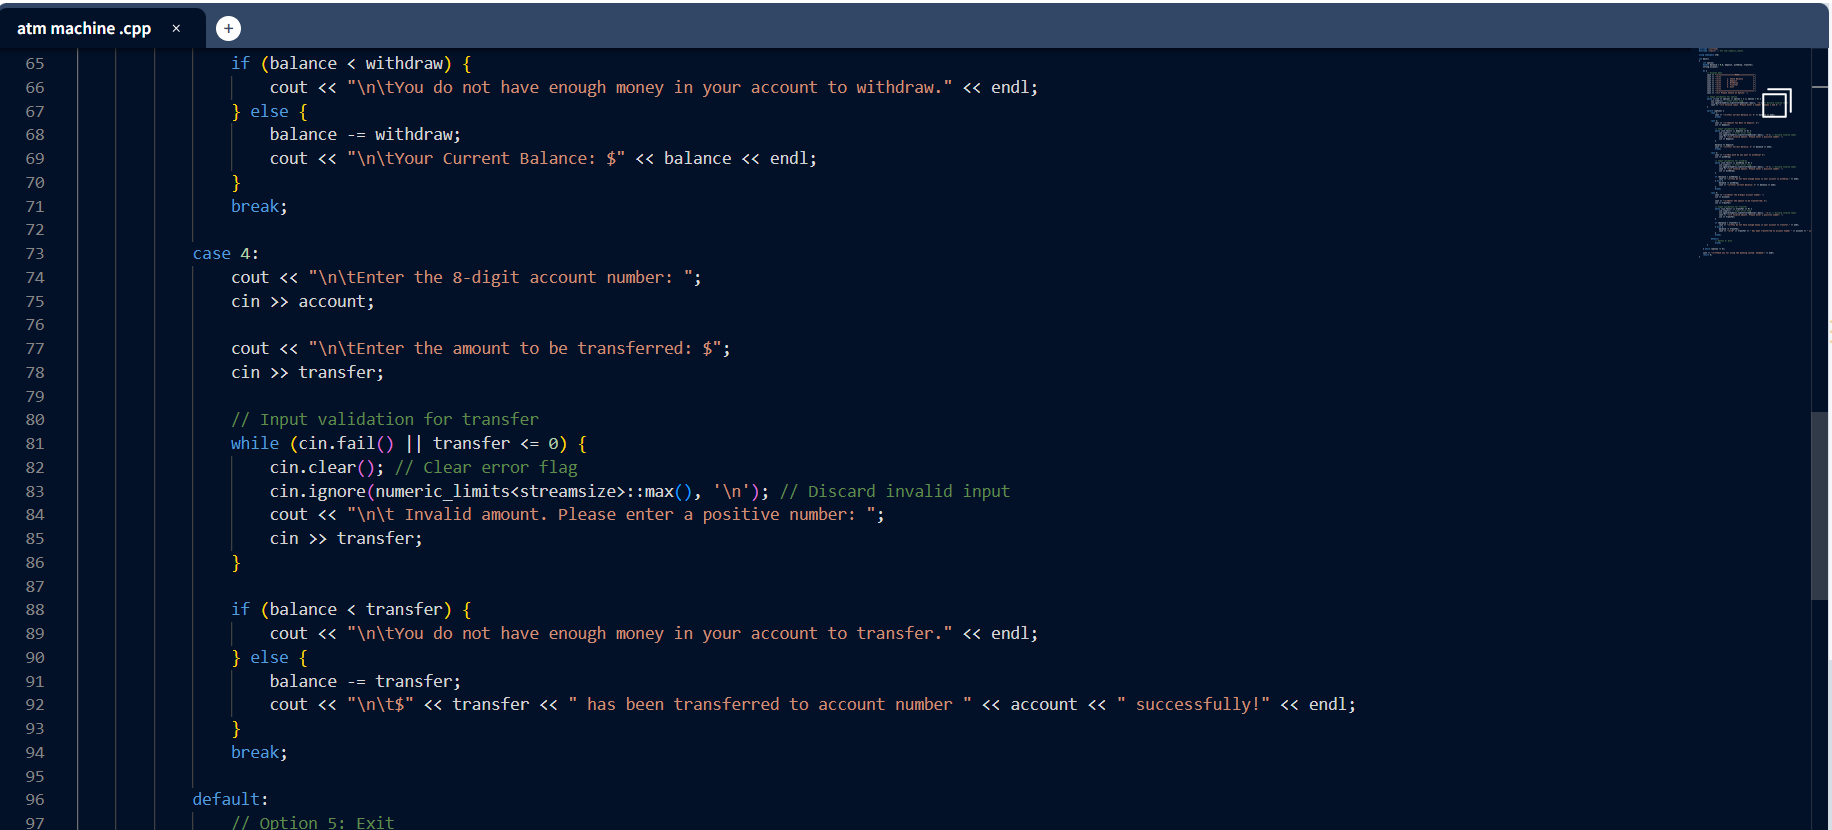 atm machine .cpp × +
65 if (balance < withdraw) {
66 cout << "\n\tYou do not have enough money in your account to withdraw." << endl;
67 } else {
68 balance -= withdraw;
69 cout << "\n\tYour Current Balance: $" << balance << endl;
70 }
71 break;
72
73 case 4:
74 cout << "\n\tEnter the 8-digit account number: ";
75 cin >> account;
76
77 cout << "\n\tEnter the amount to be transferred: $";
78 cin >> transfer;
79
80 // Input validation for transfer
81 while (cin.fail() || transfer <= 0) {
82 cin.clear(); // Clear error flag
83 cin.ignore(numeric_limits<streamsize>::max(), '\n'); // Discard invalid input
84 cout << "\n\t Invalid amount. Please enter a positive number: ";
85 cin >> transfer;
86 }
87
88 if (balance < transfer) {
89 cout << "\n\tYou do not have enough money in your account to transfer." << endl;
90 } else {
91 balance -= transfer;
92 cout << "\n\t$" << transfer << " has been transferred to account number " << account << " successfully!" << endl;
93 }
94 break;
95
96 default:
97 // Option 5: Exit